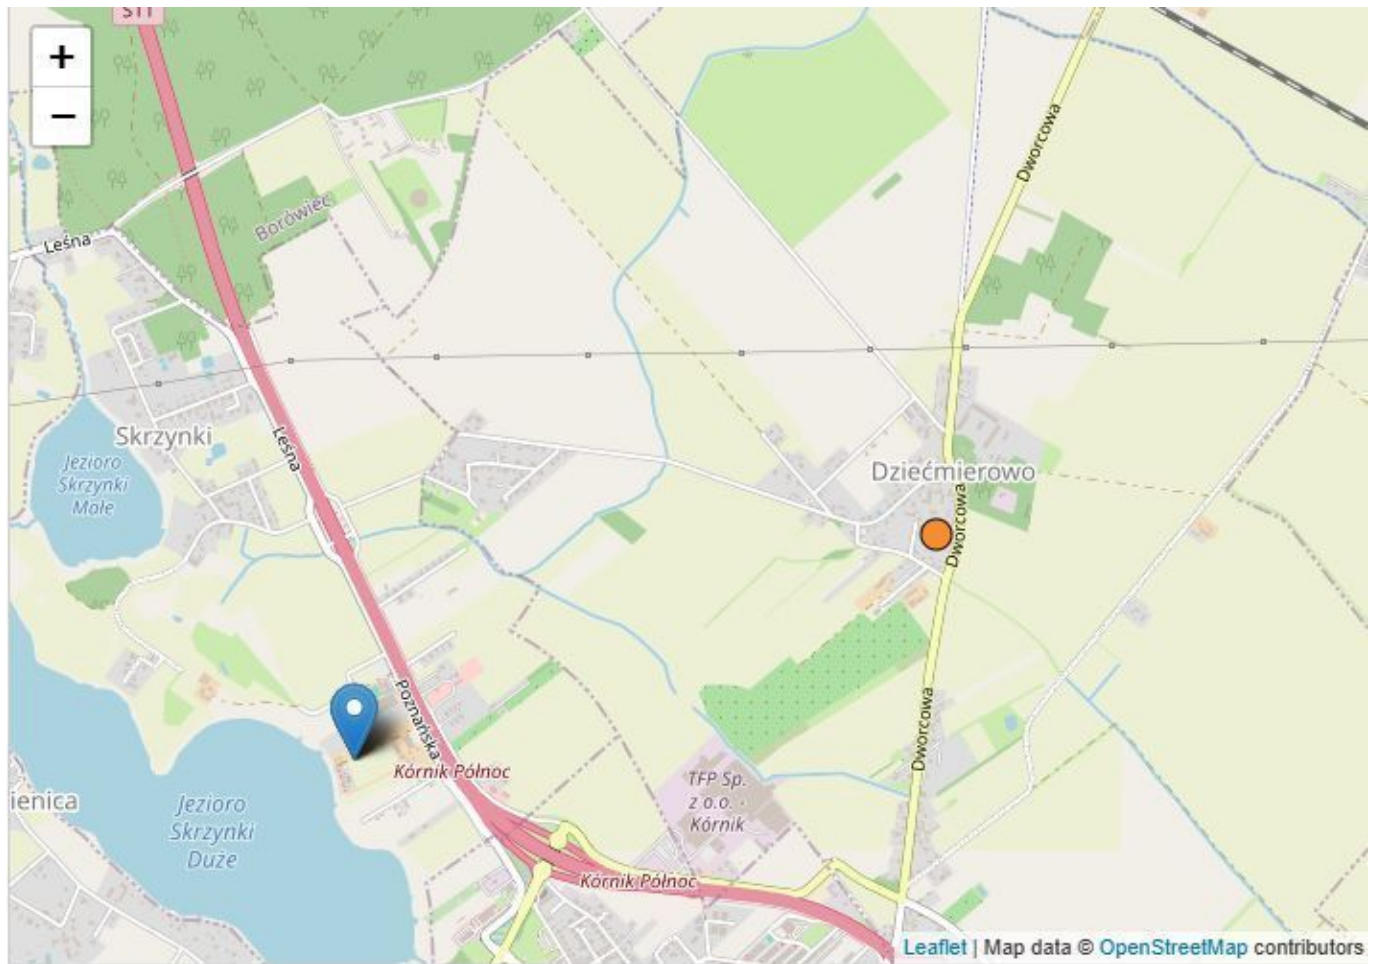 S11
+
−
Dworcowa
Borówiec
Leśna
Skrzynki
Leśna
Jezioro
Skrzynki
Małe
Dziećmierowo
Dworcowa
Poznańska
Dworcowa
Kórnik Północ
TFP Sp.
z o.o. -
Kórnik
ienica
Jezioro
Skrzynki
Duże
Kórnik Północ
Leaflet | Map data © OpenStreetMap contributors